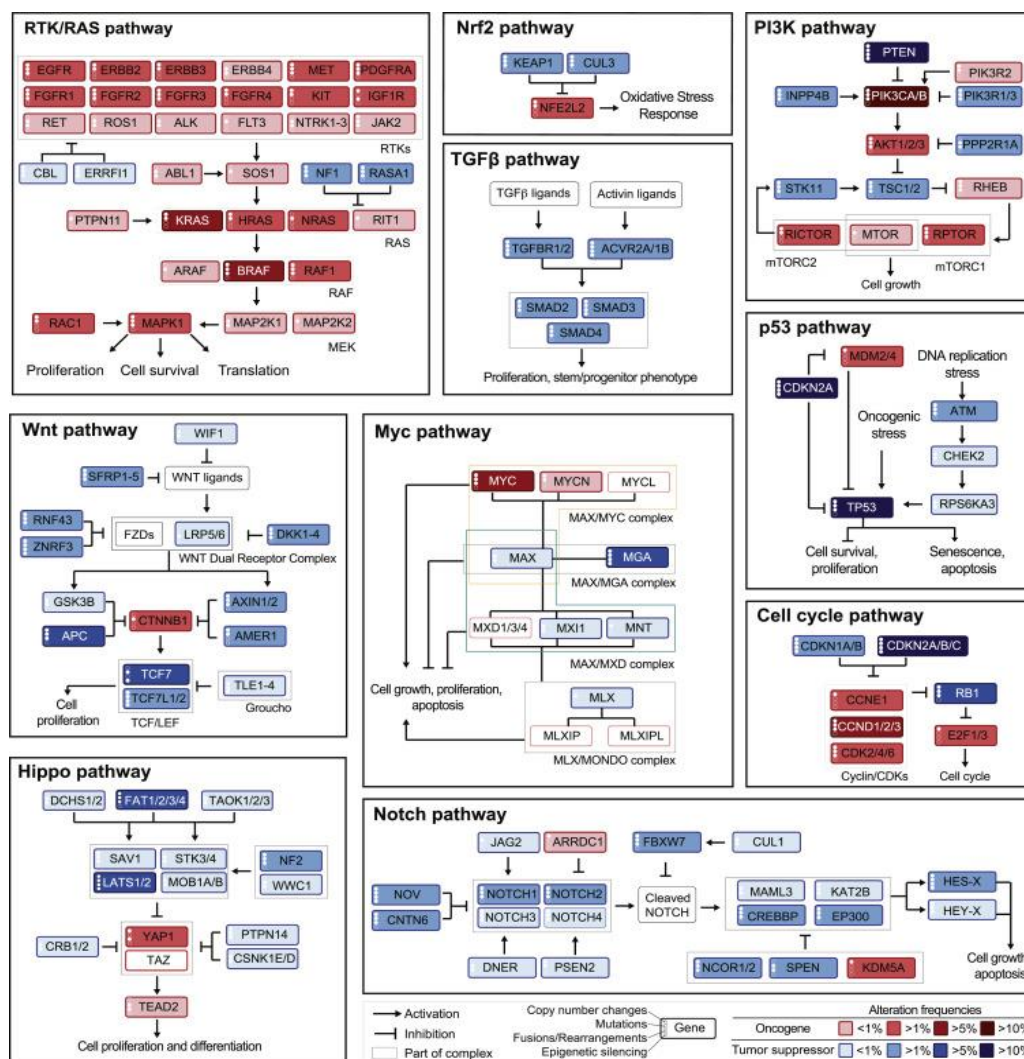 RTK/RAS pathway
EGFR ERBB2 ERBB3 ERBB4 MET PDGFRA
FGFR1 FGFR2 FGFR3 FGFR4 KIT IGF1R
RET ROS1 ALK FLT3 NTRK1-3 JAK2
RTKs
CBL ERRFI1 ABL1 SOS1 NF1 RASA1
PTPN11 KRAS HRAS NRAS RIT1
RAS
ARAF BRAF RAF1
RAF
RAC1 MAPK1 MAP2K1 MAP2K2
MEK
Proliferation Cell survival Translation
Nrf2 pathway
KEAP1 CUL3
NFE2L2 Oxidative Stress
Response
TGFβ pathway
TGFβ ligands Activin ligands
TGFBR1/2 ACVR2A/1B
SMAD2 SMAD3
SMAD4
Proliferation, stem/progenitor phenotype
PI3K pathway
PTEN
PIK3R2
INPP4B PIK3CA/B PIK3R1/3
AKT1/2/3 PPP2R1A
STK11 TSC1/2 RHEB
RICTOR MTOR RPTOR
mTORC2 mTORC1
Cell growth
p53 pathway
MDM2/4 DNA replication
stress
CDKN2A
Oncogenic
stress
ATM
CHEK2
TP53 RPS6KA3
Cell survival,
proliferation
Senescence,
apoptosis
Wnt pathway
WIF1
SFRP1-5 WNT ligands
RNF43
ZNRF3
FZDs LRP5/6 DKK1-4
WNT Dual Receptor Complex
GSK3B AXIN1/2
CTNNB1
APC AMER1
TCF7
TCF7L1/2 TLE1-4
Cell
proliferation
TCF/LEF Groucho
Myc pathway
MYC MYCN MYCL
MAX/MYC complex
MAX MGA
MAX/MGA complex
MXD1/3/4 MXI1 MNT
MAX/MXD complex
Cell growth, proliferation,
apoptosis
MLX
MLXIP MLXIPL
MLX/MONDO complex
Cell cycle pathway
CDKN1A/B CDKN2A/B/C
CCNE1 RB1
CCND1/2/3 E2F1/3
CDK2/4/6
Cyclin/CDKs Cell cycle
Hippo pathway
DCHS1/2 FAT1/2/3/4 TAOK1/2/3
SAV1 STK3/4 NF2
LATS1/2 MOB1A/B WWC1
CRB1/2 YAP1 PTPN14
TAZ CSNK1E/D
TEAD2
Cell proliferation and differentiation
Notch pathway
JAG2 ARRDC1 FBXW7 CUL1
NOV NOTCH1 NOTCH2 Cleaved
NOTCH
MAML3 KAT2B HES-X
CNTN6 NOTCH3 NOTCH4 CREBBP EP300 HEY-X
DNER PSEN2 NCOR1/2 SPEN KDM5A
Cell growth,
apoptosis
Activation
Inhibition
Part of complex
Copy number changes
Mutations
Fusions/Rearrangements
Epigenetic silencing
Gene
Alteration frequencies
Oncogene <1% >1% >5% >10%
Tumor suppressor <1% >1% >5% >10%